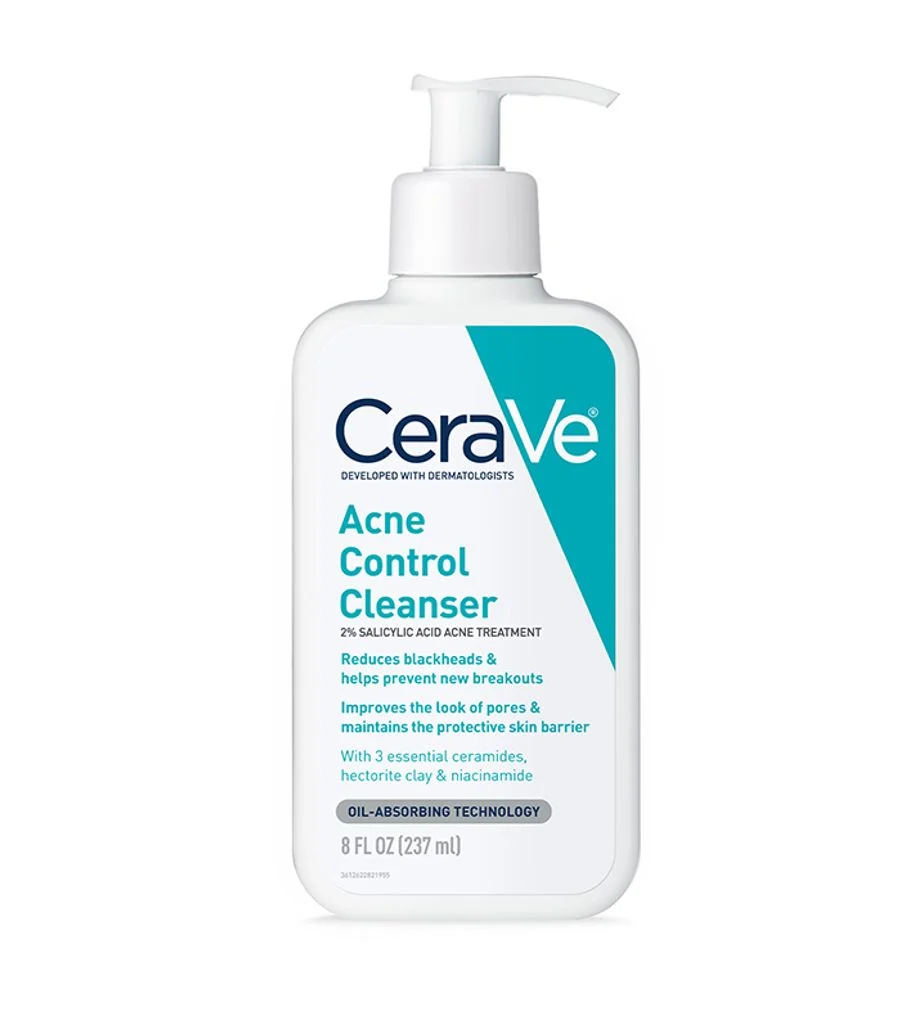 CeraVe®
DEVELOPED WITH DERMATOLOGISTS
Acne
Control
Cleanser
2% SALICYLIC ACID ACNE TREATMENT
Reduces blackheads &
helps prevent new breakouts
Improves the look of pores &
maintains the protective skin barrier
With 3 essential ceramides,
hectorite clay & niacinamide
OIL-ABSORBING TECHNOLOGY
8 FL OZ (237 ml)
3612622821955